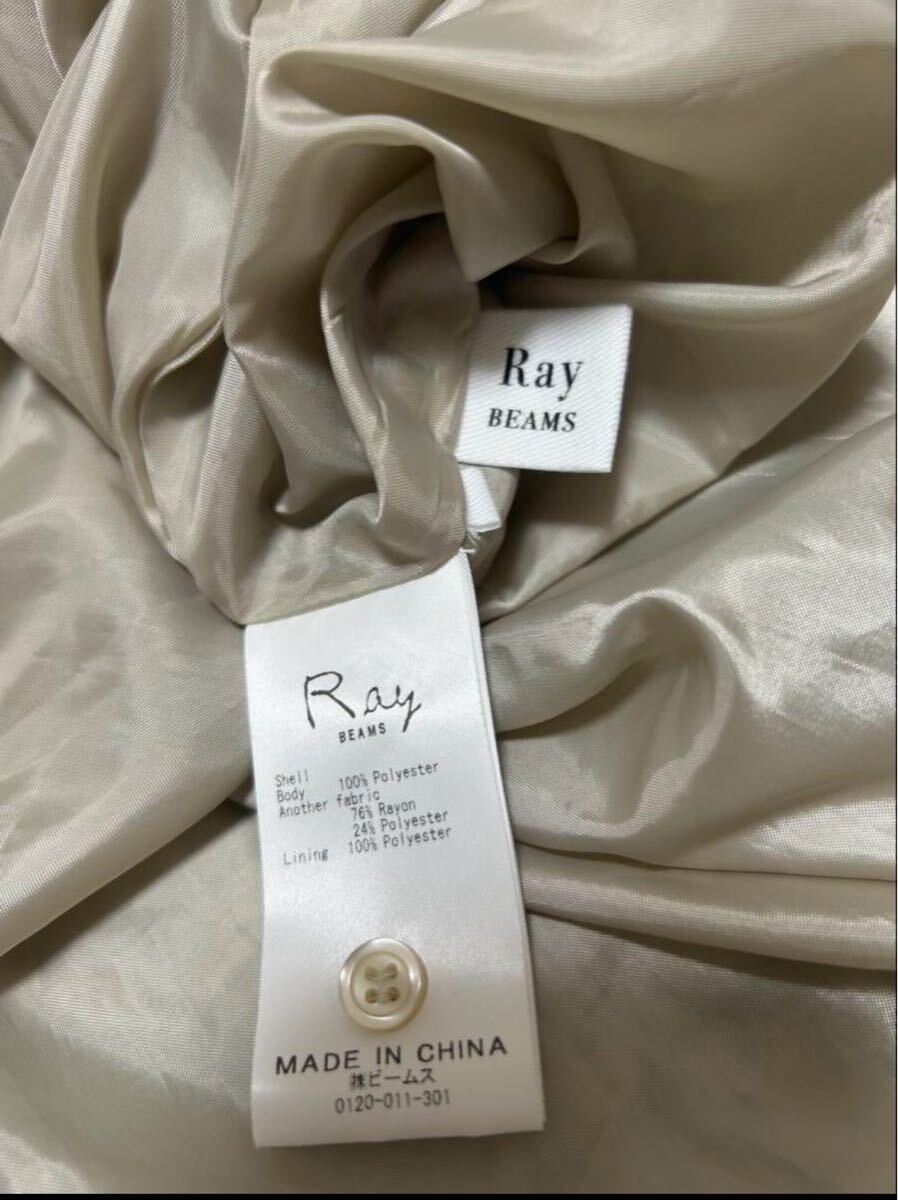 Ray
BEAMS
Ray
BEAMS
Shell
Body 100% Polyester
Another fabric
76% Rayon
24% Polyester
Lining 100% Polyester
MADE IN CHINA
㈱ビームス
0120-011-301